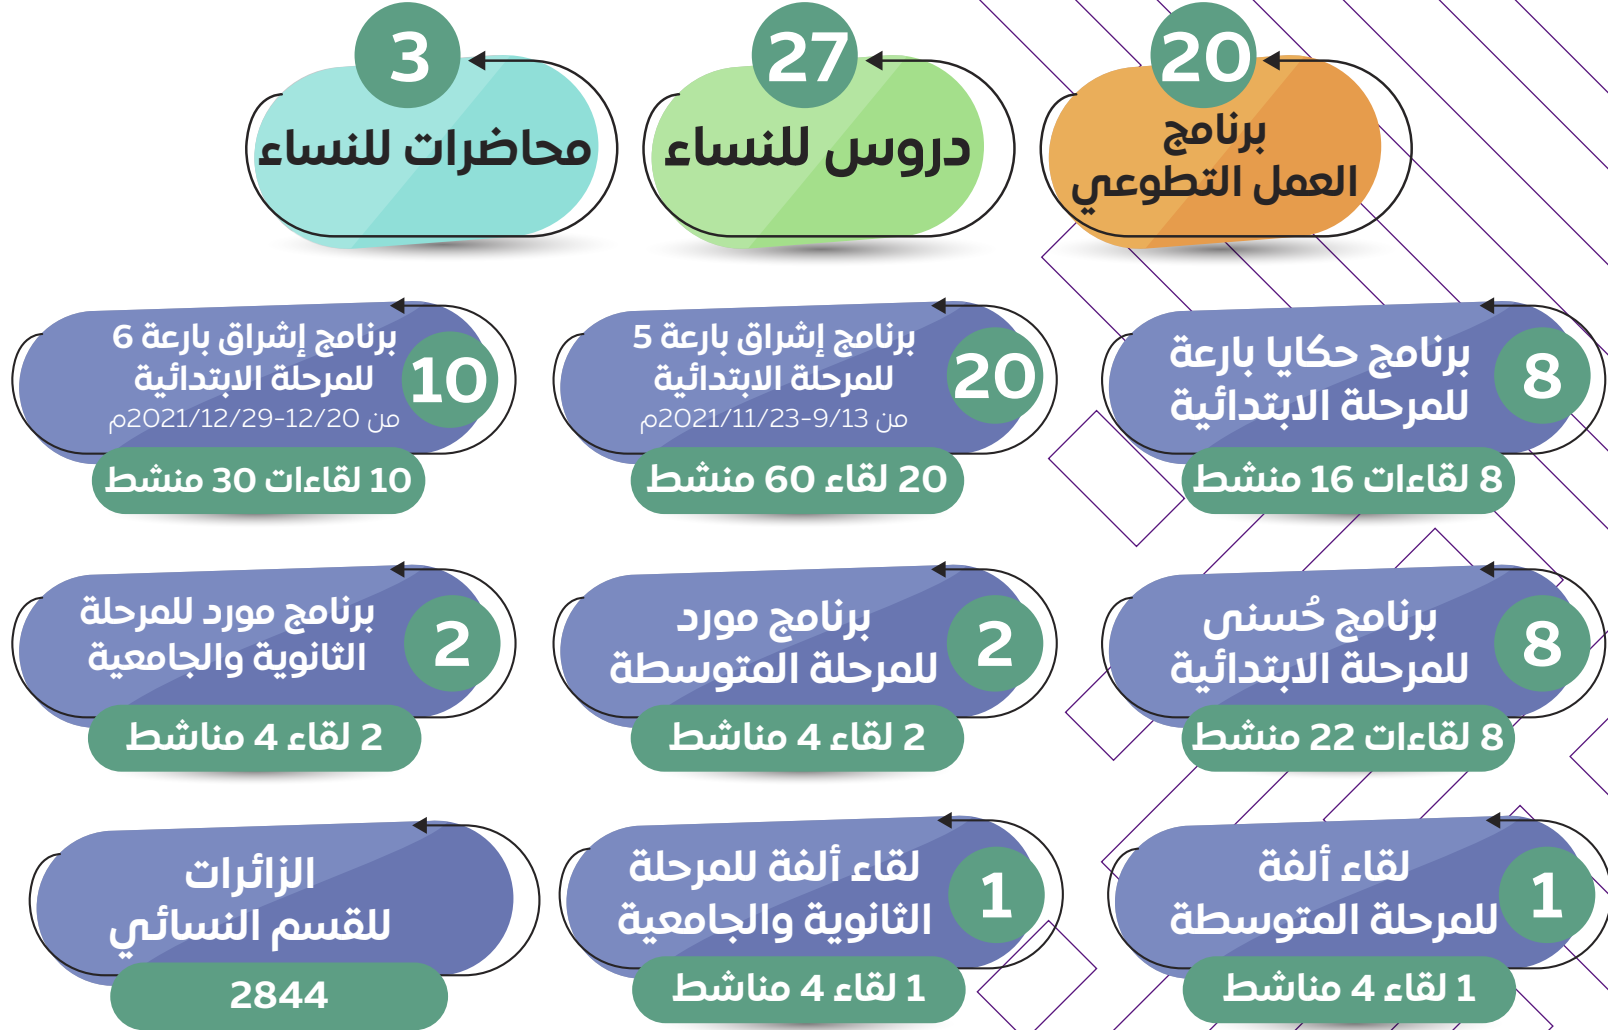 20
برنامج
العمل التطوعي
27
دروس للنساء
3
محاضرات للنساء
8
برنامج حكايا بارعة
للمرحلة الابتدائية
8 لقاءات 16 منشط
20
برنامج إشراق بارعة 5
للمرحلة الابتدائية
من 9/13-2021/11/23م
20 لقاء 60 منشط
10
برنامج إشراق بارعة 6
للمرحلة الابتدائية
من 12/20-2021/12/29م
10 لقاءات 30 منشط
8
برنامج حُسنى
للمرحلة الابتدائية
8 لقاءات 22 منشط
2
برنامج مورد
للمرحلة المتوسطة
2 لقاء 4 مناشط
2
برنامج مورد للمرحلة
الثانوية والجامعية
2 لقاء 4 مناشط
1
لقاء ألفة
للمرحلة المتوسطة
1 لقاء 4 مناشط
1
لقاء ألفة للمرحلة
الثانوية والجامعية
1 لقاء 4 مناشط
الزائرات
للقسم النسائي
2844